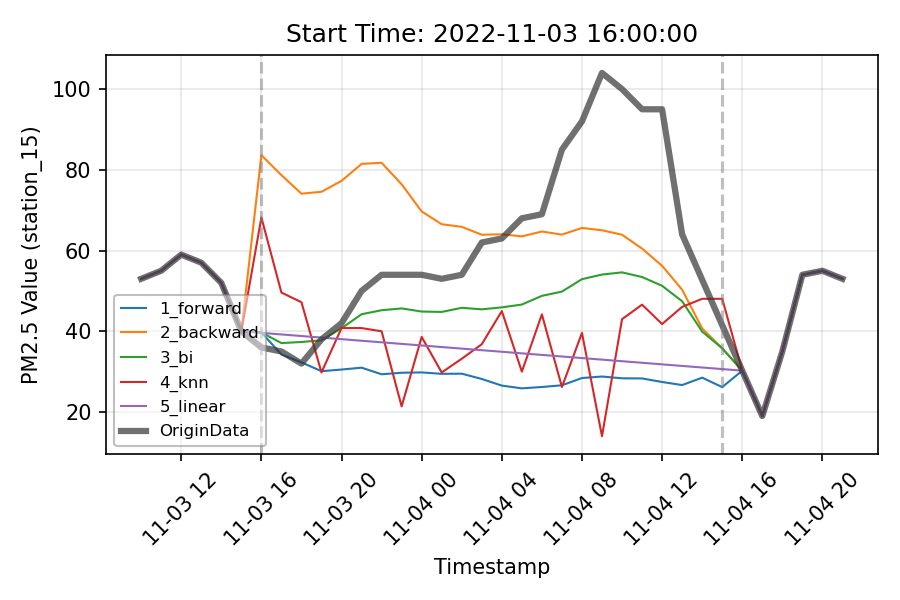 Start Time: 2022-11-03 16:00:00
PM2.5 Value (station_15)
100
80
60
40
20
1_forward
2_backward
3_bi
4_knn
5_linear
OriginData
11-03 12
11-03 16
11-03 20
11-04 00
11-04 04
11-04 08
11-04 12
11-04 16
11-04 20
Timestamp